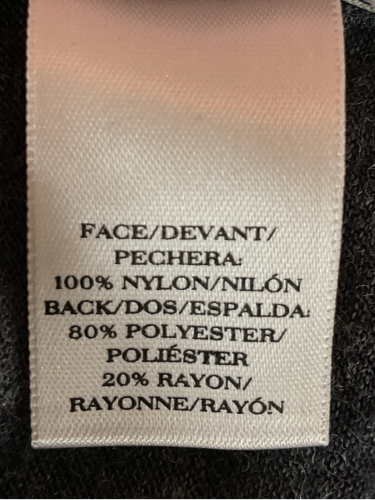 FACE/DEVANT/
PECHERA:
100% NYLON/NILÓN
BACK/DOS/ESPALDA:
80% POLYESTER/
POLIÉSTER
20% RAYON/
RAYONNE/RAYÓN